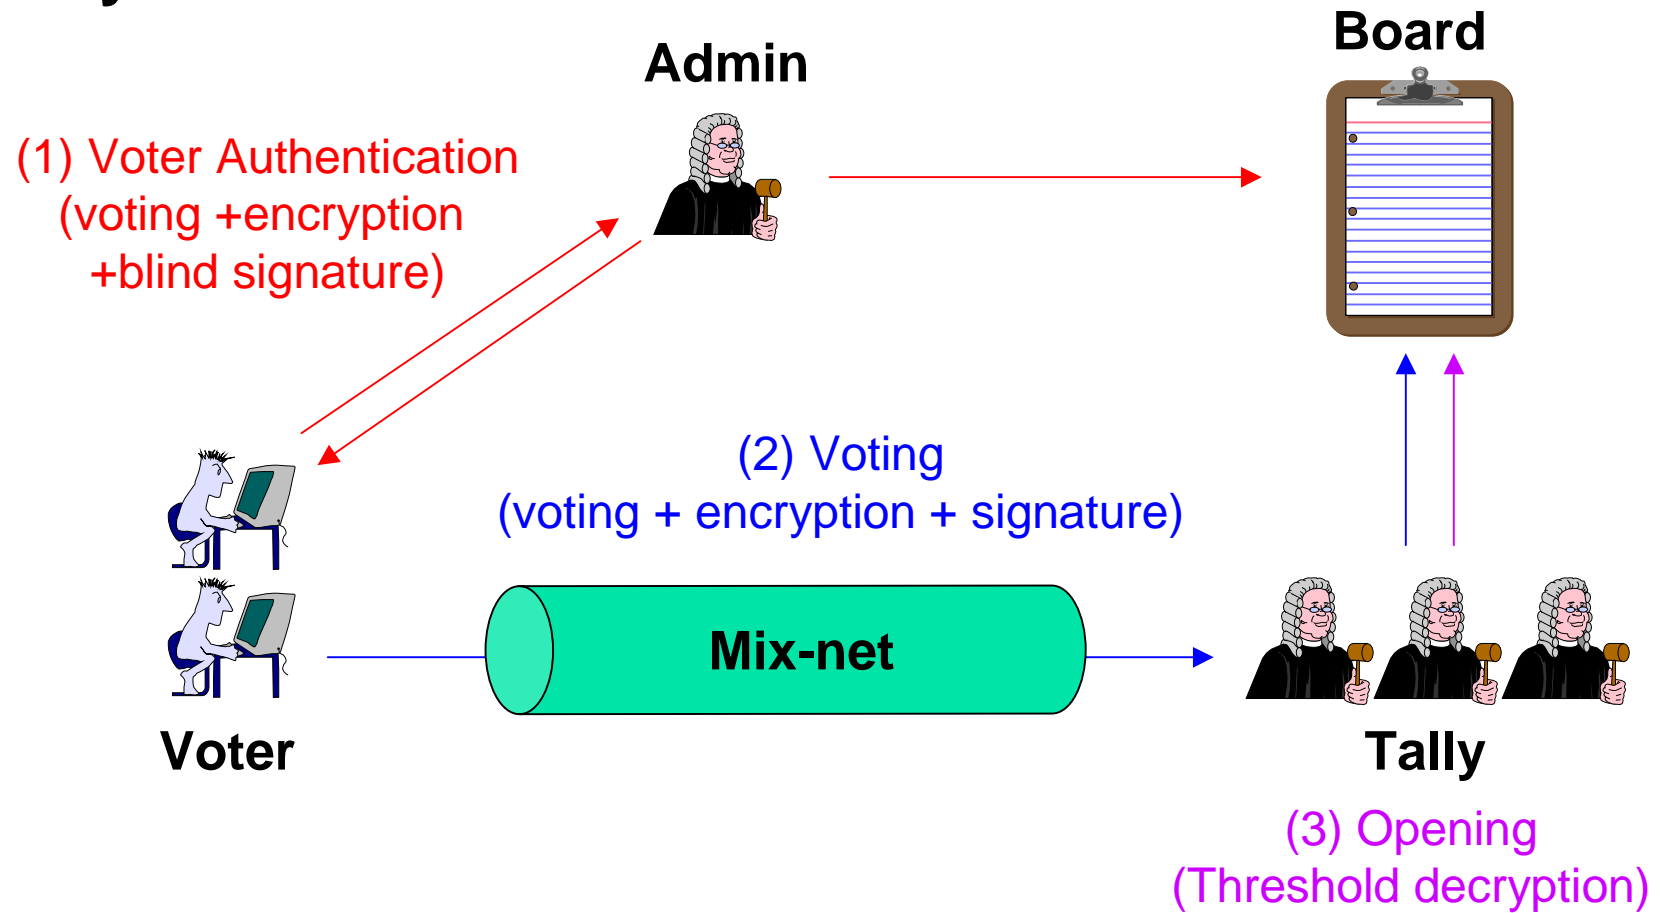 Admin
Board
(1) Voter Authentication
(voting +encryption
+blind signature)
(2) Voting
(voting + encryption + signature)
Mix-net
Voter
Tally
(3) Opening
(Threshold decryption)